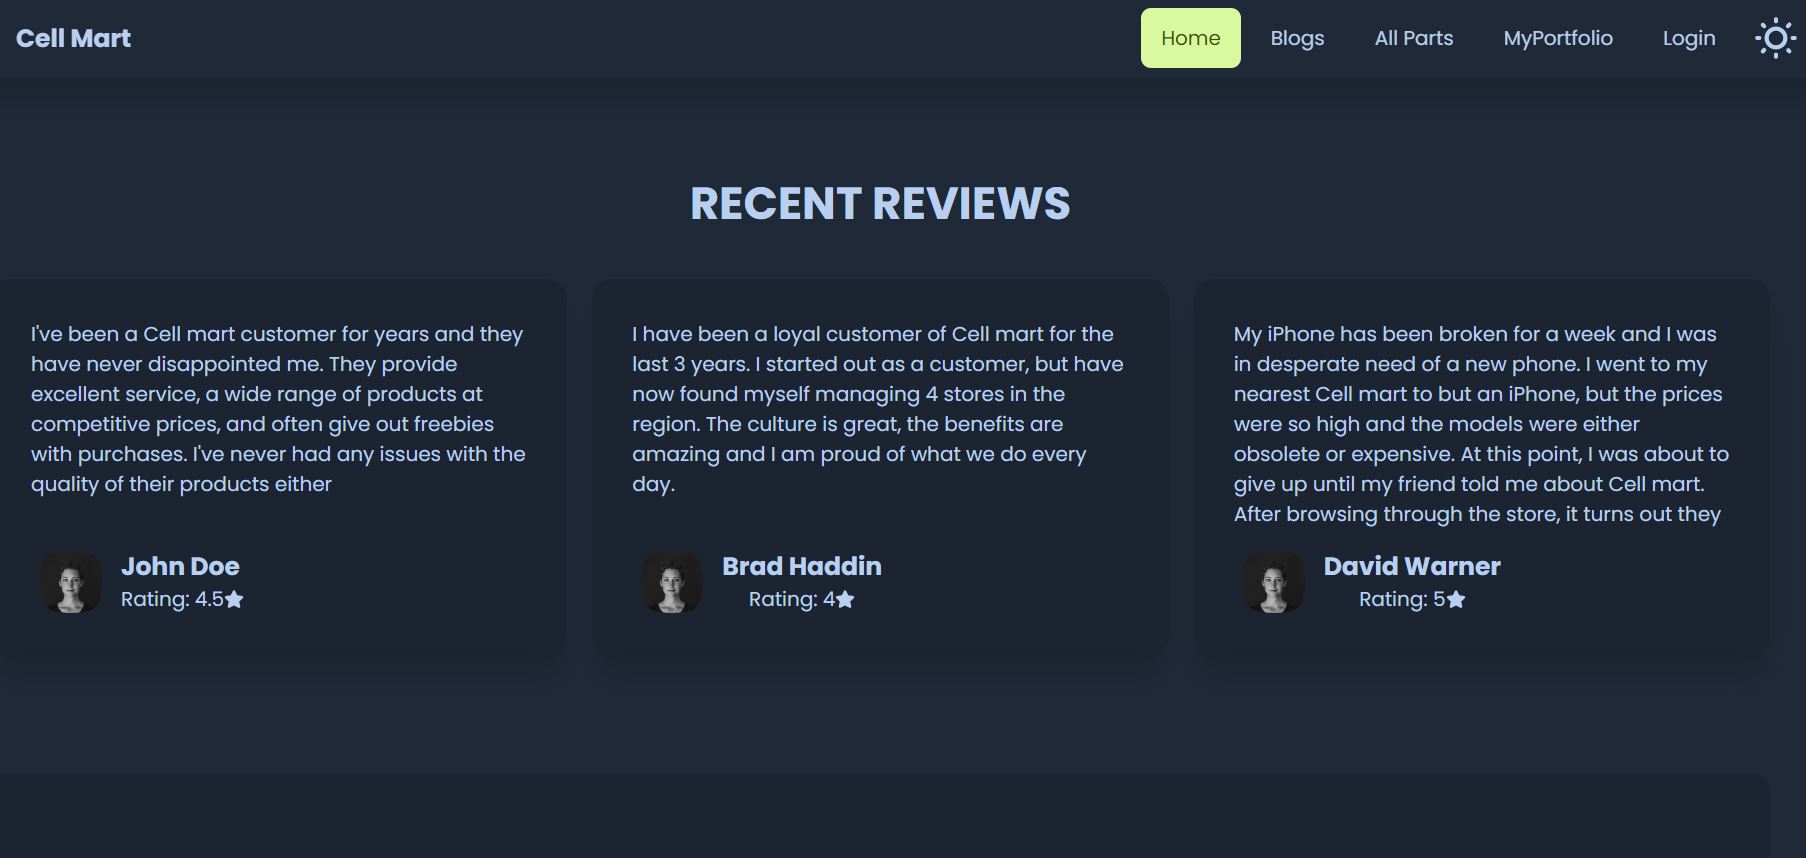 Cell Mart
Home
Blogs
All Parts
MyPortfolio
Login
RECENT REVIEWS
I've been a Cell mart customer for years and they
have never disappointed me. They provide
excellent service, a wide range of products at
competitive prices, and often give out freebies
with purchases. I've never had any issues with the
quality of their products either
John Doe
Rating: 4.5★
I have been a loyal customer of Cell mart for the
last 3 years. I started out as a customer, but have
now found myself managing 4 stores in the
region. The culture is great, the benefits are
amazing and I am proud of what we do every
day.
Brad Haddin
Rating: 4★
My iPhone has been broken for a week and I was
in desperate need of a new phone. I went to my
nearest Cell mart to but an iPhone, but the prices
were so high and the models were either
obsolete or expensive. At this point, I was about to
give up until my friend told me about Cell mart.
After browsing through the store, it turns out they
David Warner
Rating: 5★